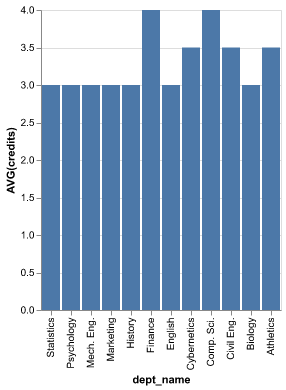 4.0
3.5
3.0
2.5
2.0
1.5
1.0
0.5
0.0
AVG(credits)
Statistics
Psychology
Mech. Eng.
Marketing
History
Finance
English
Cybernetics
Comp. Sci.
Civil Eng.
Biology
Athletics
dept_name